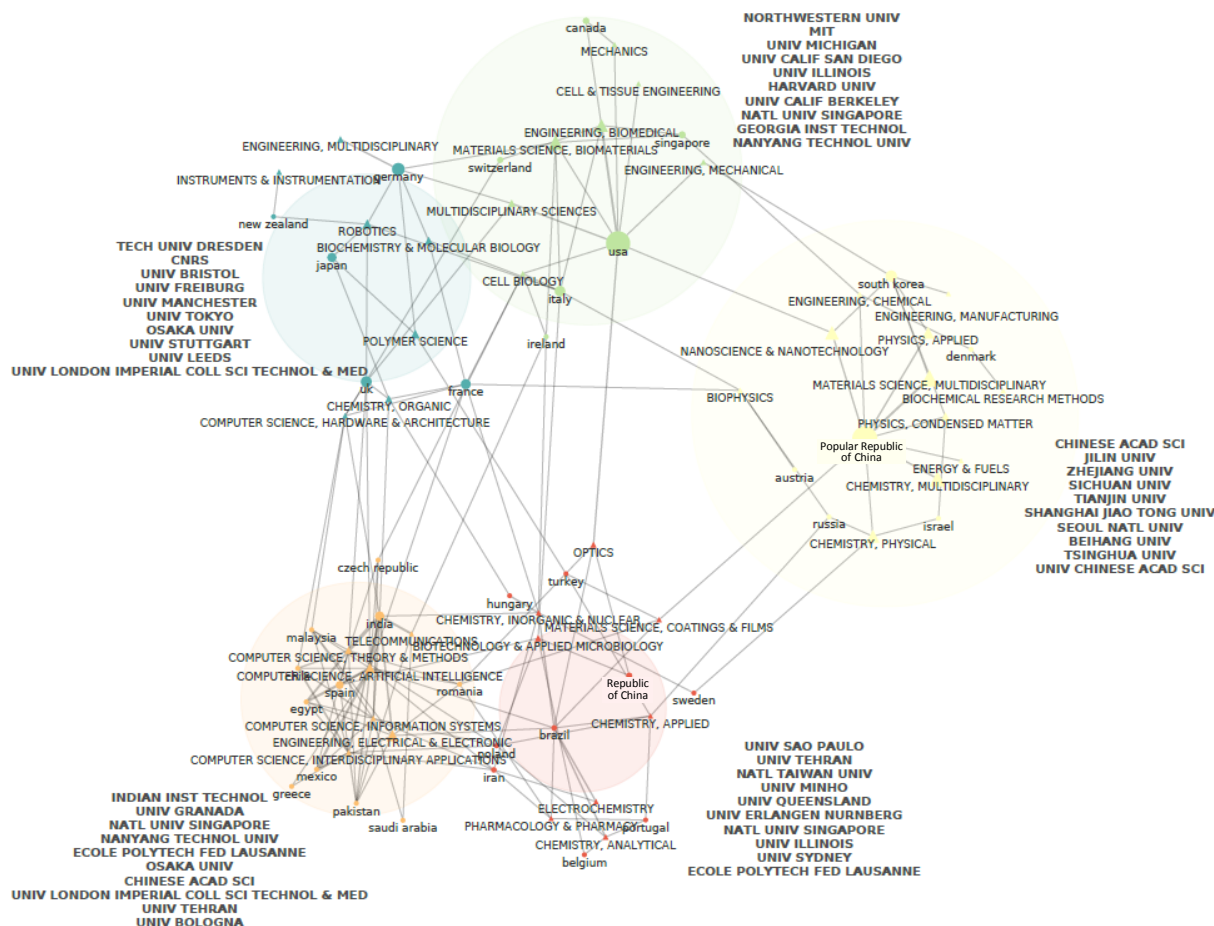 canada
MECHANICS
CELL & TISSUE ENGINEERING
ENGINEERING, BIOMEDICAL
singapore
MATERIALS SCIENCE, BIOMATERIALS
switzerland
ENGINEERING, MECHANICAL
MULTIDISCIPLINARY SCIENCES
usa
CELL BIOLOGY
italy
ireland
NORTHWESTERN UNIV
MIT
UNIV MICHIGAN
UNIV CALIF SAN DIEGO
UNIV ILLINOIS
HARVARD UNIV
UNIV CALIF BERKELEY
NATL UNIV SINGAPORE
GEORGIA INST TECHNOL
NANYANG TECHNOL UNIV
ENGINEERING, MULTIDISCIPLINARY
germany
INSTRUMENTS & INSTRUMENTATION
new zealand
ROBOTICS
BIOCHEMISTRY & MOLECULAR BIOLOGY
japan
POLYMER SCIENCE
uk
france
CHEMISTRY, ORGANIC
COMPUTER SCIENCE, HARDWARE & ARCHITECTURE
TECH UNIV DRESDEN
CNRS
UNIV BRISTOL
UNIV FREIBURG
UNIV MANCHESTER
UNIV TOKYO
OSAKA UNIV
UNIV STUTTGART
UNIV LEEDS
UNIV LONDON IMPERIAL COLL SCI TECHNOL & MED
south korea
ENGINEERING, CHEMICAL
ENGINEERING, MANUFACTURING
PHYSICS, APPLIED
NANOSCIENCE & NANOTECHNOLOGY
denmark
MATERIALS SCIENCE, MULTIDISCIPLINARY
BIOPHYSICS
BIOCHEMICAL RESEARCH METHODS
PHYSICS, CONDENSED MATTER
Popular Republic
of China
ENERGY & FUELS
austria
CHEMISTRY, MULTIDISCIPLINARY
russia
israel
CHEMISTRY, PHYSICAL
CHINESE ACAD SCI
JILIN UNIV
ZHEJIANG UNIV
SICHUAN UNIV
TIANJIN UNIV
SHANGHAI JIAO TONG UNIV
SEOUL NATL UNIV
BEIHANG UNIV
TSINGHUA UNIV
UNIV CHINESE ACAD SCI
OPTICS
turkey
hungary
CHEMISTRY, INORGANIC & NUCLEAR
MATERIALS SCIENCE, COATINGS & FILMS
BIOTECHNOLOGY & APPLIED MICROBIOLOGY
Republic
of China
sweden
CHEMISTRY, APPLIED
brazil
poland
iran
ELECTROCHEMISTRY
PHARMACOLOGY & PHARMACY
portugal
CHEMISTRY, ANALYTICAL
belgium
UNIV SAO PAULO
UNIV TEHRAN
NATL TAIWAN UNIV
UNIV MINHO
UNIV QUEENSLAND
UNIV ERLANGEN NURNBERG
NATL UNIV SINGAPORE
UNIV ILLINOIS
UNIV SYDNEY
ECOLE POLYTECH FED LAUSANNE
czech republic
india
malaysia
TELECOMMUNICATIONS
COMPUTER SCIENCE, THEORY & METHODS
COMPUTER SCIENCE, ARTIFICIAL INTELLIGENCE
spain
romania
egypt
COMPUTER SCIENCE, INFORMATION SYSTEMS
ENGINEERING, ELECTRICAL & ELECTRONIC
COMPUTER SCIENCE, INTERDISCIPLINARY APPLICATIONS
mexico
greece
pakistan
saudi arabia
INDIAN INST TECHNOL
UNIV GRANADA
NATL UNIV SINGAPORE
NANYANG TECHNOL UNIV
ECOLE POLYTECH FED LAUSANNE
OSAKA UNIV
CHINESE ACAD SCI
UNIV LONDON IMPERIAL COLL SCI TECHNOL & MED
UNIV TEHRAN
UNIV BOLOGNA